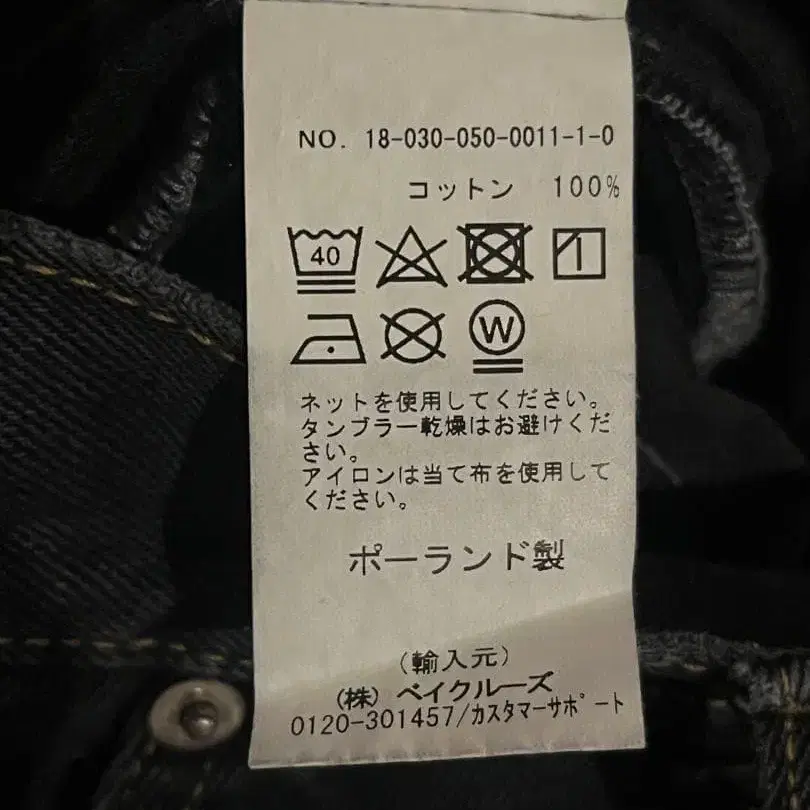 NO. 18-030-050-0011-1-0
コットン 100%
40
W
ネットを使用してください。
タンブラー乾燥はお避けくだ
さい。
アイロンは当て布を使用して
ください。
ポーランド製
(輸入元)
(株) ベイクルーズ
0120-301457/カスタマーサポート